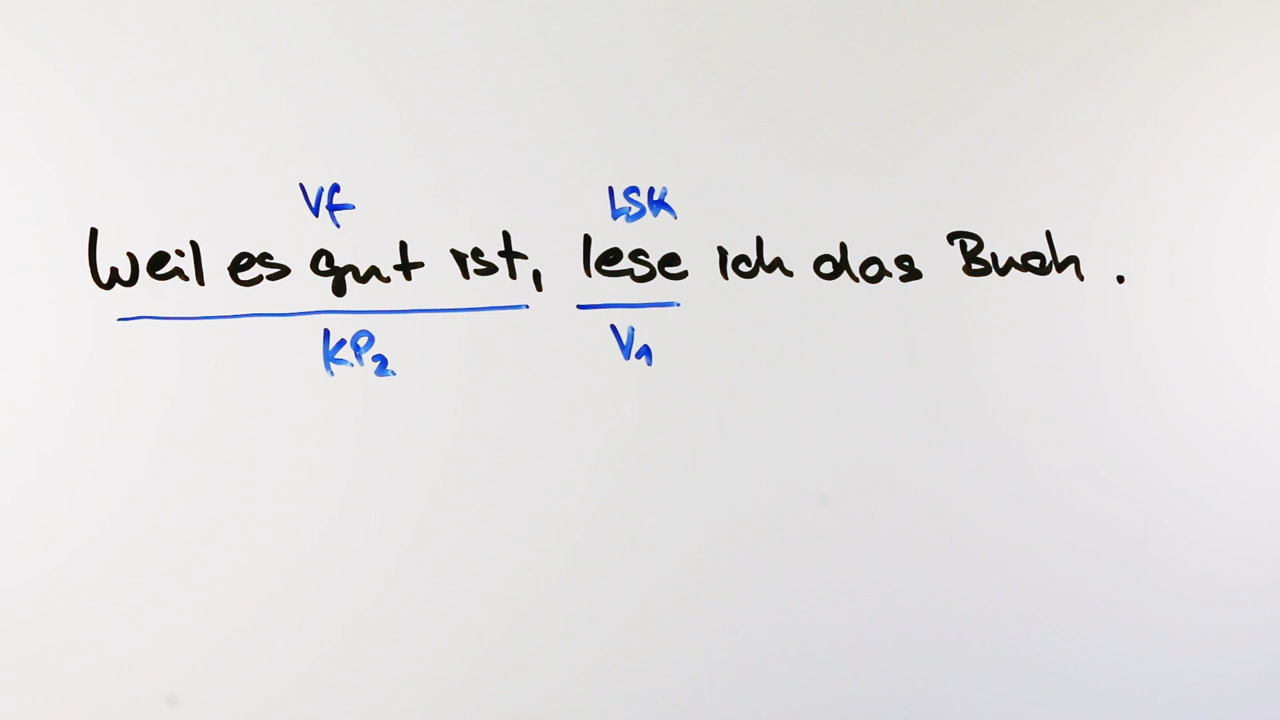 Vf LSK
Weil es gut ist, lese ich das Buch.
KP2 V1